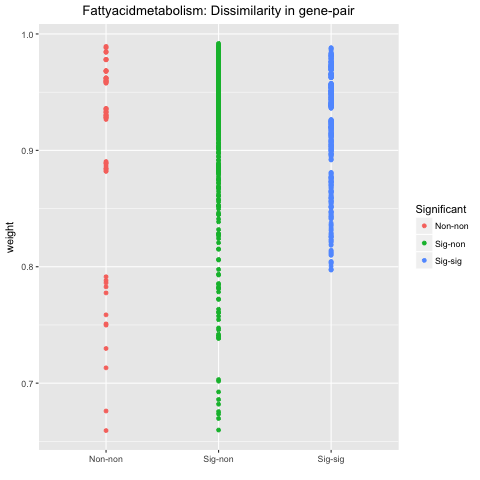 Fattyacidmetabolism: Dissimilarity in gene-pair
1.0
0.9
0.8
0.7
weight
Non-non
Sig-non
Sig-sig
Significant
Non-non
Sig-non
Sig-sig